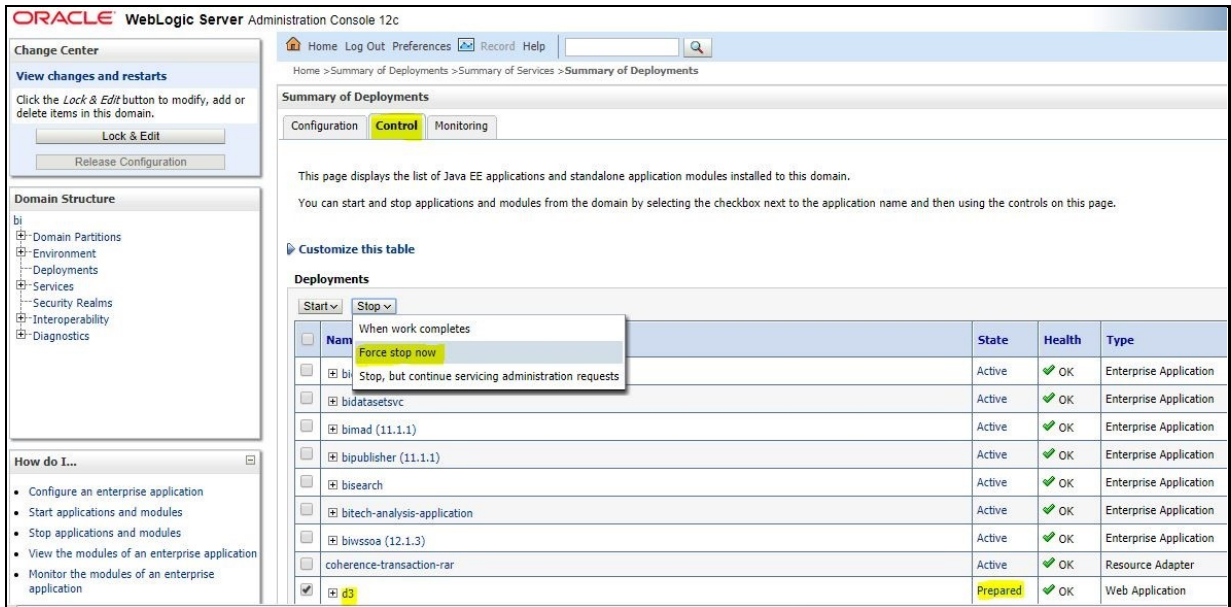 ORACLE WebLogic Server Administration Console 12c
Change Center
View changes and restarts
Click the Lock & Edit button to modify, add or
delete items in this domain.
Lock & Edit
Release Configuration
Domain Structure
bi
Domain Partitions
Environment
Deployments
Services
Security Realms
Interoperability
Diagnostics
How do I...
Configure an enterprise application
Start applications and modules
Stop applications and modules
View the modules of an enterprise application
Monitor the modules of an enterprise
application
Home Log Out Preferences Record Help
Home >Summary of Deployments >Summary of Services >Summary of Deployments
Summary of Deployments
Configuration Control Monitoring
This page displays the list of Java EE applications and standalone application modules installed to this domain.
You can start and stop applications and modules from the domain by selecting the checkbox next to the application name and then using the controls on this page.
Customize this table
Deployments
Start Stop
When work completes
Force stop now
Stop, but continue servicing administration requests
Nam State Health Type
Active OK Enterprise Application
bidatasetsvc Active OK Enterprise Application
bimad (11.1.1) Active OK Enterprise Application
bipublisher (11.1.1) Active OK Enterprise Application
bisearch Active OK Enterprise Application
bitech-analysis-application Active OK Enterprise Application
biwssoa (12.1.3) Active OK Enterprise Application
coherence-transaction-rar Active OK Resource Adapter
d3 Prepared OK Web Application